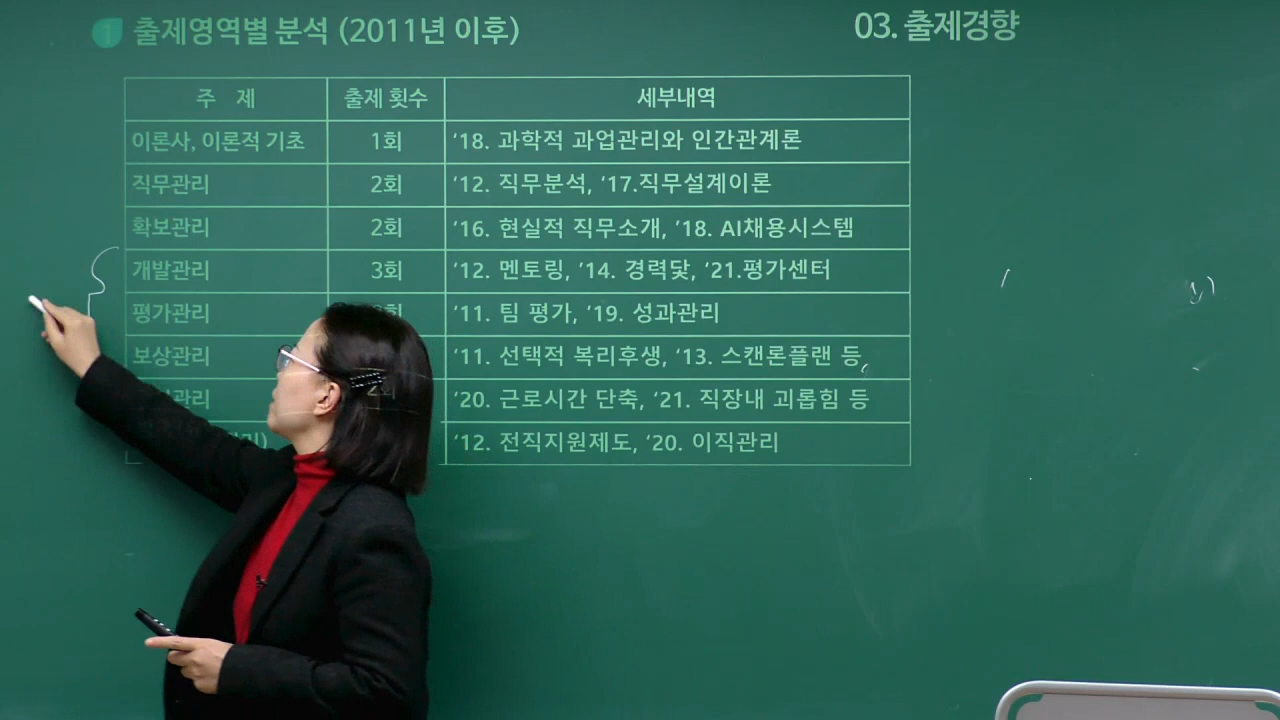 출제영역별 분석 (2011년 이후)
03. 출제경향
주 제 출제 횟수 세부내역
이론사, 이론적 기초 1회 ‘18. 과학적 과업관리와 인간관계론
직무관리 2회 ‘12. 직무분석, ‘17.직무설계이론
확보관리 2회 ‘16. 현실적 직무소개, ‘18. AI채용시스템
개발관리 3회 ‘12. 멘토링, ‘14. 경력닻, ‘21.평가센터
평가관리 ‘11. 팀 평가, ‘19. 성과관리
보상관리 ‘11. 선택적 복리후생, ‘13. 스캔론플랜 등
‘20. 근로시간 단축, ‘21. 직장내 괴롭힘 등
‘12. 전직지원제도, ‘20. 이직관리